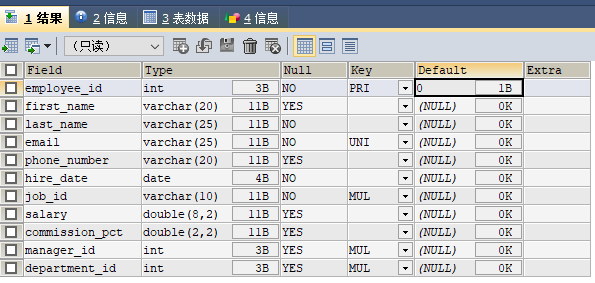 1 结果 2 信息 3 表数据 4 信息
（只读）
Field Type Null Key Default Extra
employee_id int 3B NO PRI 0 1B
first_name varchar(20) 11B YES (NULL) 0K
last_name varchar(25) 11B NO (NULL) 0K
email varchar(25) 11B NO UNI (NULL) 0K
phone_number varchar(20) 11B YES (NULL) 0K
hire_date date 4B NO (NULL) 0K
job_id varchar(10) 11B NO MUL (NULL) 0K
salary double(8,2) 11B YES (NULL) 0K
commission_pct double(2,2) 11B YES (NULL) 0K
manager_id int 3B YES MUL (NULL) 0K
department_id int 3B YES MUL (NULL) 0K